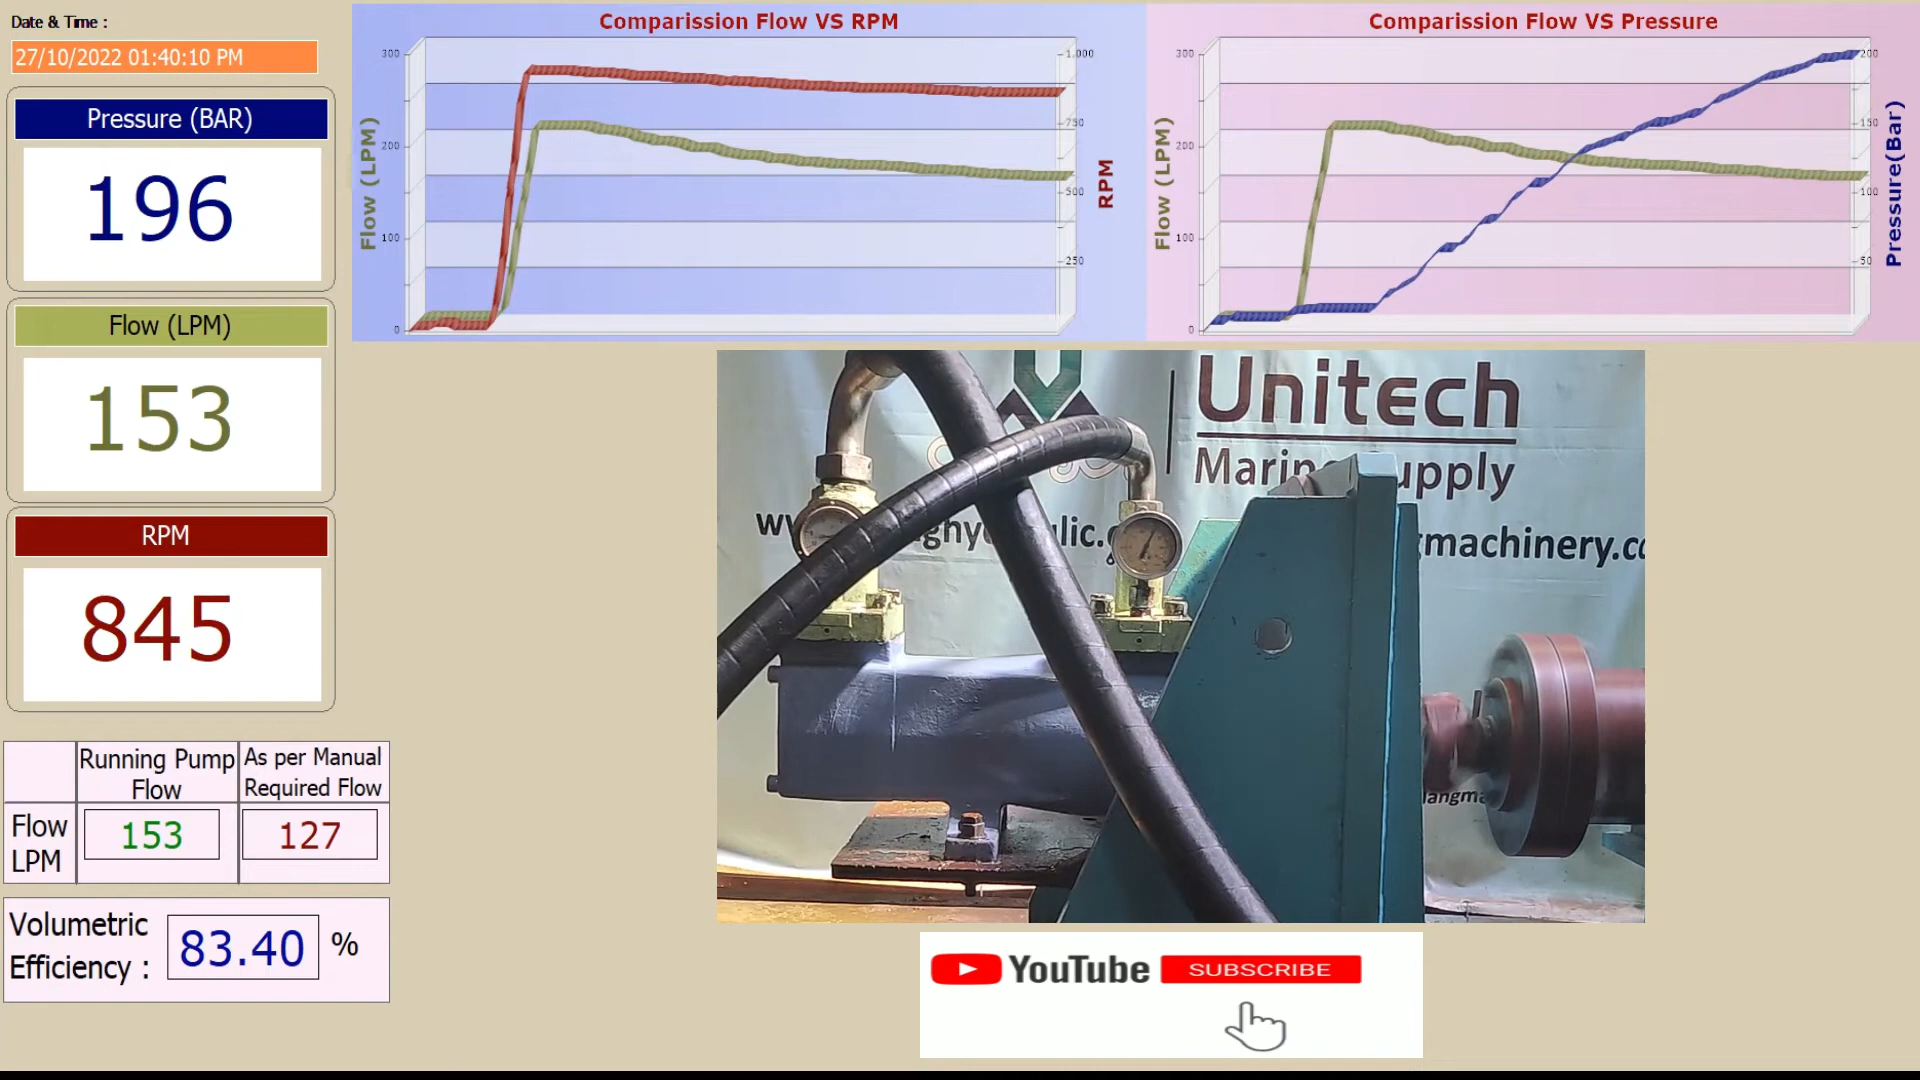 Date & Time :
27/10/2022 01:40:10 PM
Pressure (BAR)
196
Flow (LPM)
153
RPM
845
Running Pump Flow
As per Manual Required Flow
Flow LPM
153
127
Volumetric Efficiency :
83.40 %
Comparission Flow VS RPM
300
200
100
0
Flow (LPM)
1,000
750
500
250
RPM
Comparission Flow VS Pressure
300
200
100
0
Flow (LPM)
200
150
100
50
Pressure(Bar)
Unitech
YouTube
SUBSCRIBE